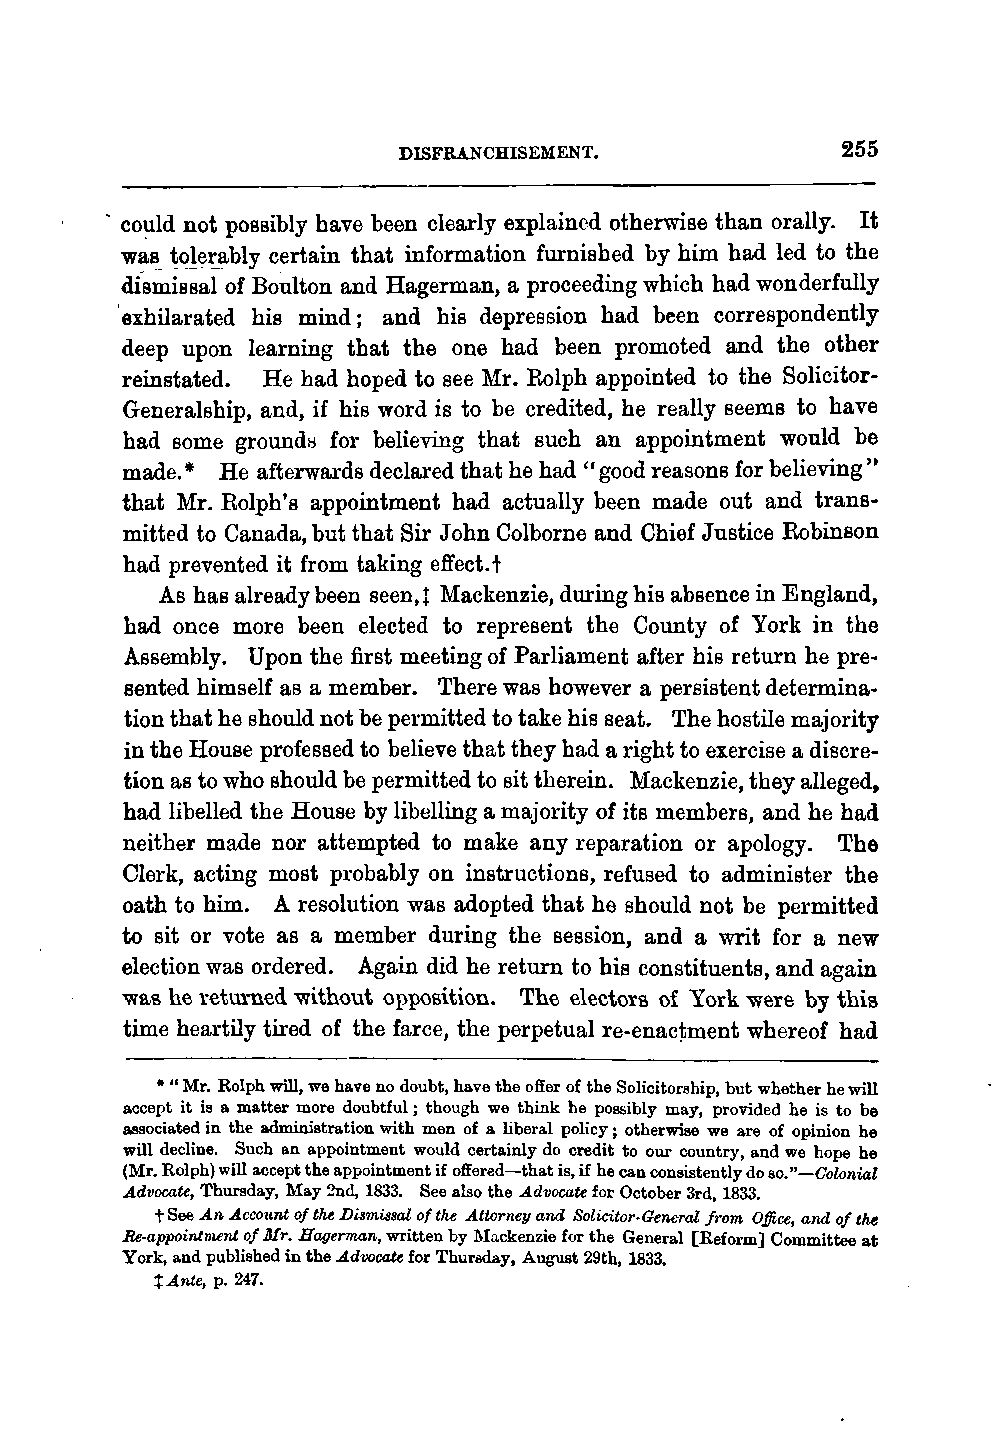 DISFRANCHISEMENT. 255
could not possibly have been clearly explained otherwise than orally. It
was tolerably certain that information furnished by him had led to the
dismissal of Boulton and Hagerman, a proceeding which had wonderfully
exhilarated his mind; and his depression had been correspondently
deep upon learning that the one had been promoted and the other
reinstated. He had hoped to see Mr. Rolph appointed to the Solicitor-
Generalship, and, if his word is to be credited, he really seems to have
had some grounds for believing that such an appointment would be
made.* He afterwards declared that he had "good reasons for believing"
that Mr. Rolph's appointment had actually been made out and trans-
mitted to Canada, but that Sir John Colborne and Chief Justice Robinson
had prevented it from taking effect.†
As has already been seen,‡ Mackenzie, during his absence in England,
had once more been elected to represent the County of York in the
Assembly. Upon the first meeting of Parliament after his return he pre-
sented himself as a member. There was however a persistent determina-
tion that he should not be permitted to take his seat. The hostile majority
in the House professed to believe that they had a right to exercise a discre-
tion as to who should be permitted to sit therein. Mackenzie, they alleged,
had libelled the House by libelling a majority of its members, and he had
neither made nor attempted to make any reparation or apology. The
Clerk, acting most probably on instructions, refused to administer the
oath to him. A resolution was adopted that he should not be permitted
to sit or vote as a member during the session, and a writ for a new
election was ordered. Again did he return to his constituents, and again
was he returned without opposition. The electors of York were by this
time heartily tired of the farce, the perpetual re-enactment whereof had
* "Mr. Rolph will, we have no doubt, have the offer of the Solicitorship, but whether he will
accept it is a matter more doubtful; though we think he possibly may, provided he is to be
associated in the administration with men of a liberal policy; otherwise we are of opinion he
will decline. Such an appointment would certainly do credit to our country, and we hope he
(Mr. Rolph) will accept the appointment if offered—that is, if he can consistently do so."—Colonial
Advocate, Thursday, May 2nd, 1833. See also the Advocate for October 3rd, 1833.
† See An Account of the Dismissal of the Attorney and Solicitor-General from Office, and of the
Re-appointment of Mr. Hagerman, written by Mackenzie for the General [Reform] Committee at
York, and published in the Advocate for Thursday, August 29th, 1833.
‡ Ante, p. 247.